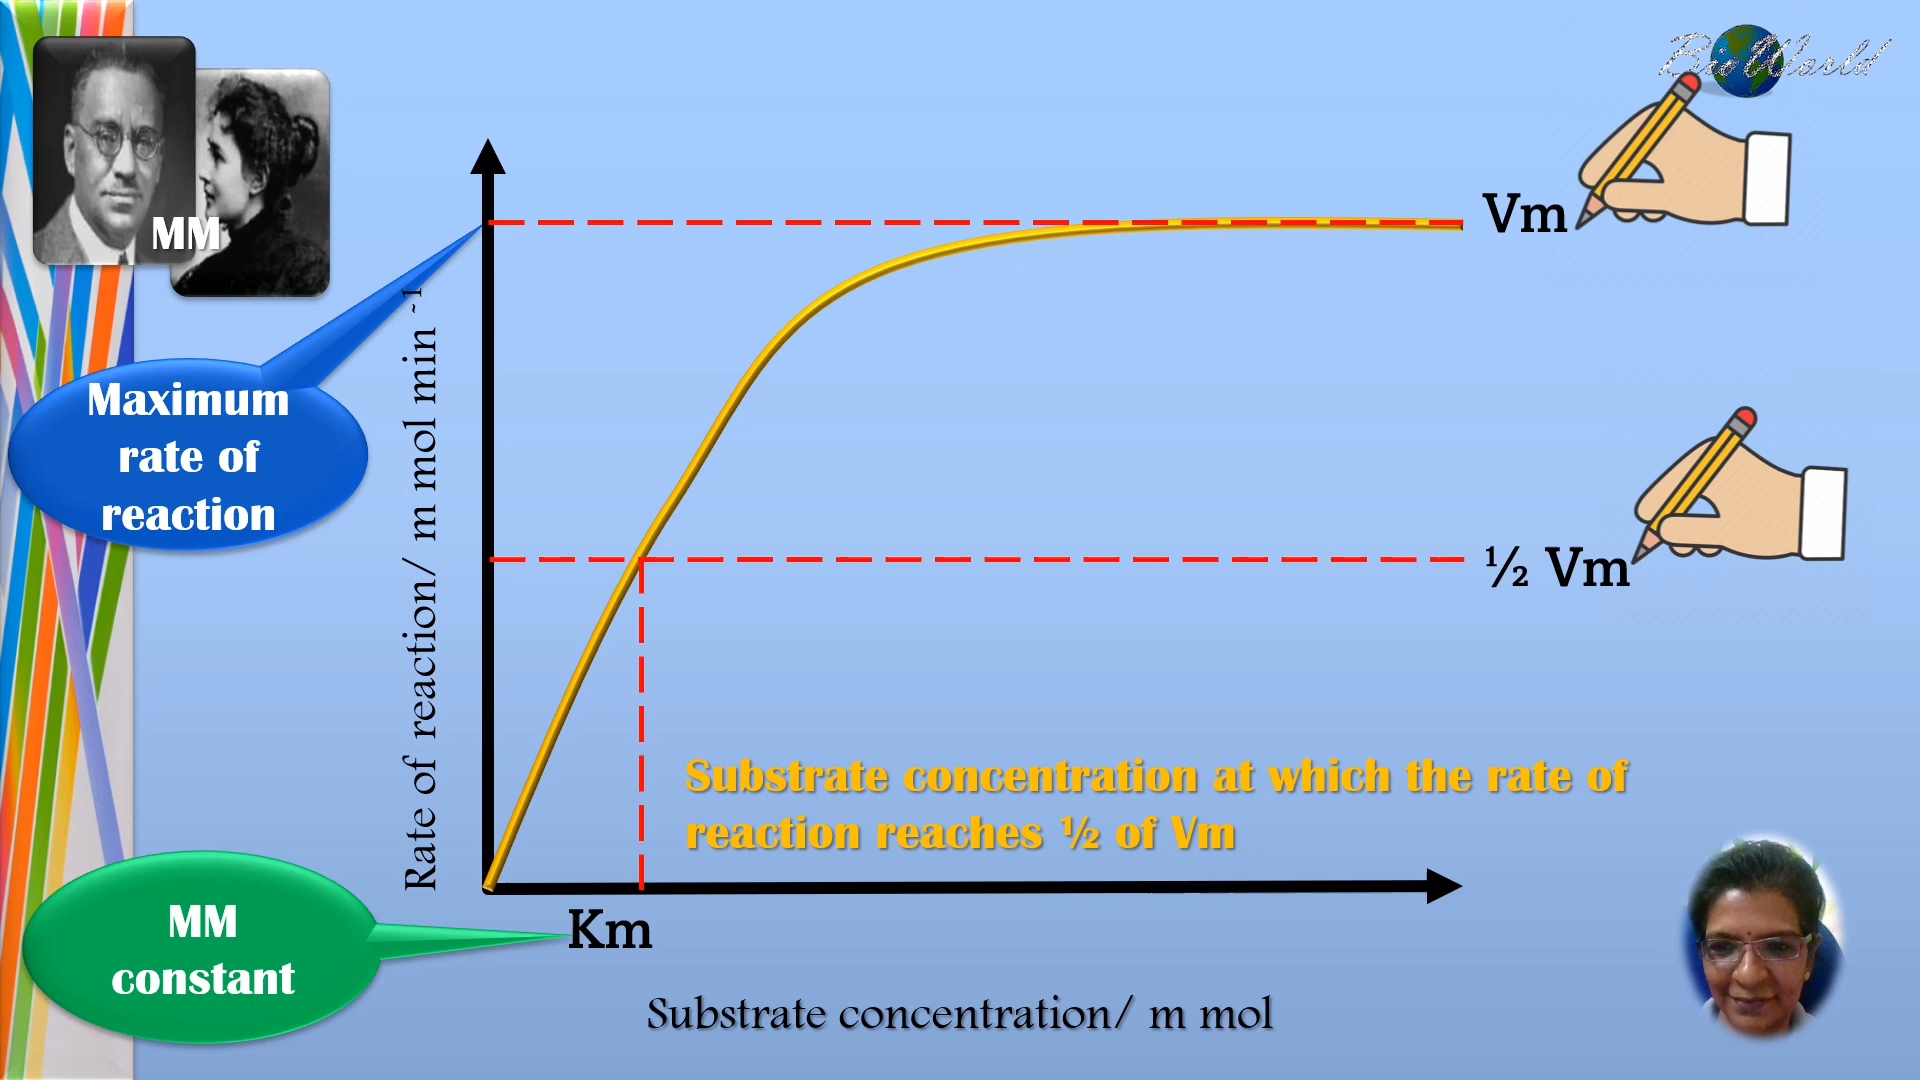 BioWorld
MM
Vm
Maximum
rate of
reaction
Rate of reaction/ m mol min -1
½ Vm
Substrate concentration at which the rate of
reaction reaches ½ of Vm
MM
constant
Km
Substrate concentration/ m mol